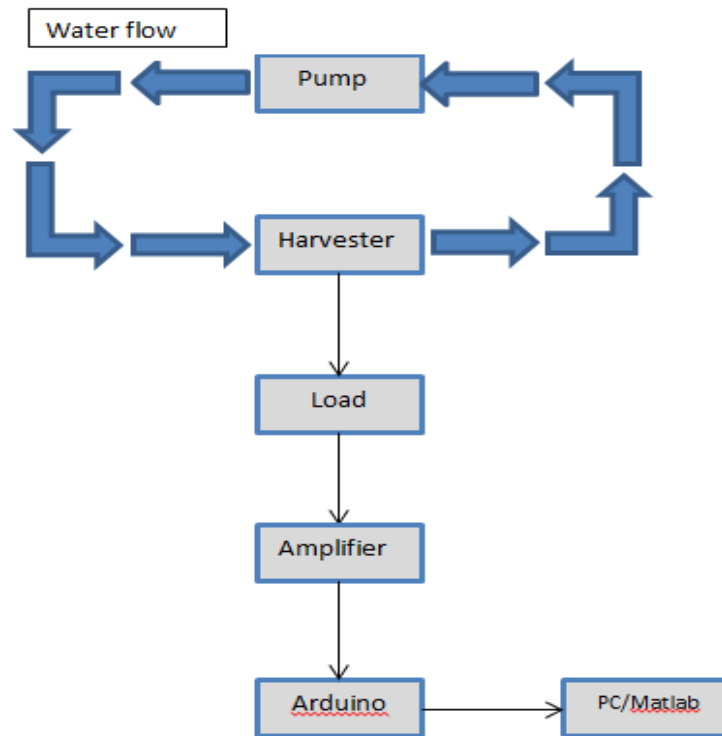 Water flow
Pump
Harvester
Load
Amplifier
Arduino
PC/Matlab